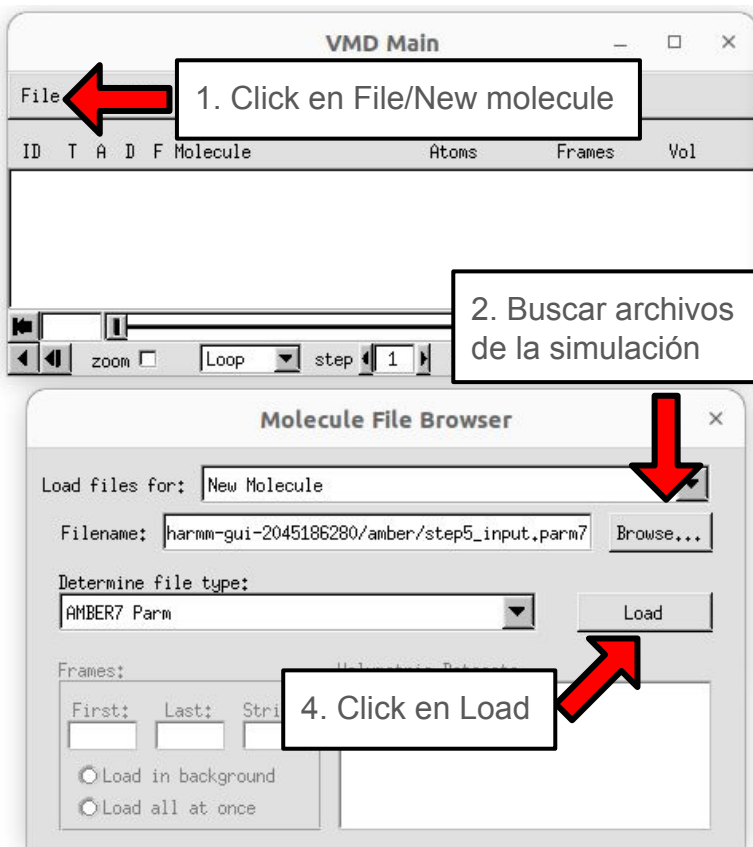 VMD Main
File
1. Click en File/New molecule
ID T A D F Molecule Atoms Frames Vol
2. Buscar archivos
de la simulación
zoom Loop step 1
Molecule File Browser
Load files for: New Molecule
Filename: harmm-gui-2045186280/amber/step5_input.parm7 Browse...
Determine file type:
AMBER7 Parm Load
Frames:
First: Last: Stri
4. Click en Load
Load in background
Load all at once